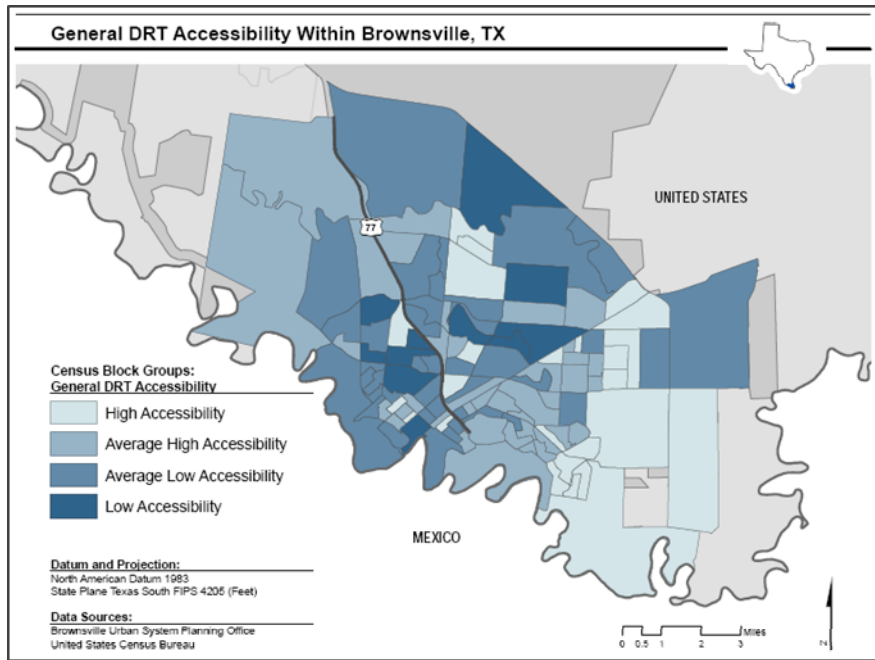 General DRT Accessibility Within Brownsville, TX
UNITED STATES
77
Census Block Groups:
General DRT Accessibility
High Accessibility
Average High Accessibility
Average Low Accessibility
Low Accessibility
MEXICO
Datum and Projection:
North American Datum 1983
State Plane Texas South FIPS 4205 (Feet)
Data Sources:
Brownsville Urban System Planning Office
United States Census Bureau
Miles
0 0.5 1 2 3
N